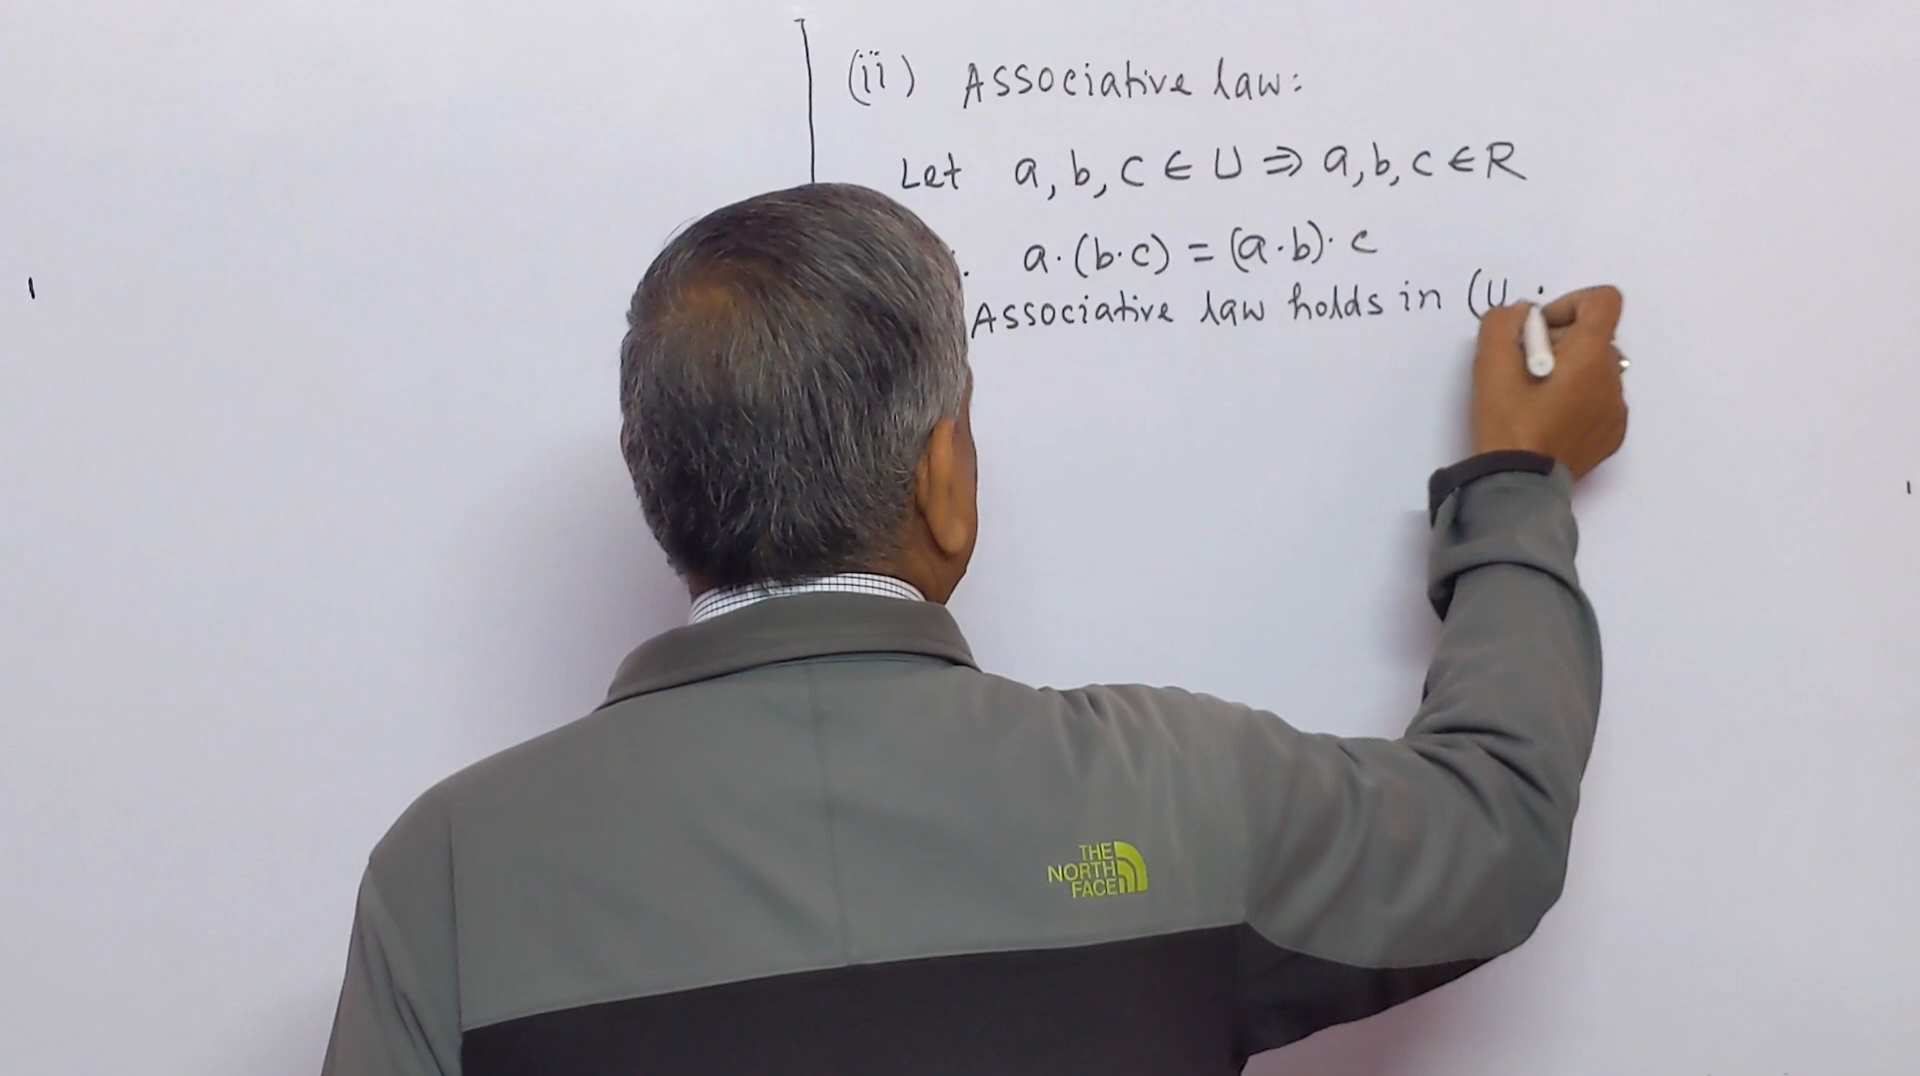 (ii) Associative law:
Let a, b, c ∈ U ⇒ a, b, c ∈ R
a·(b·c) = (a·b)·c
Associative law holds in (U, ·
THE
NORTH
FACE